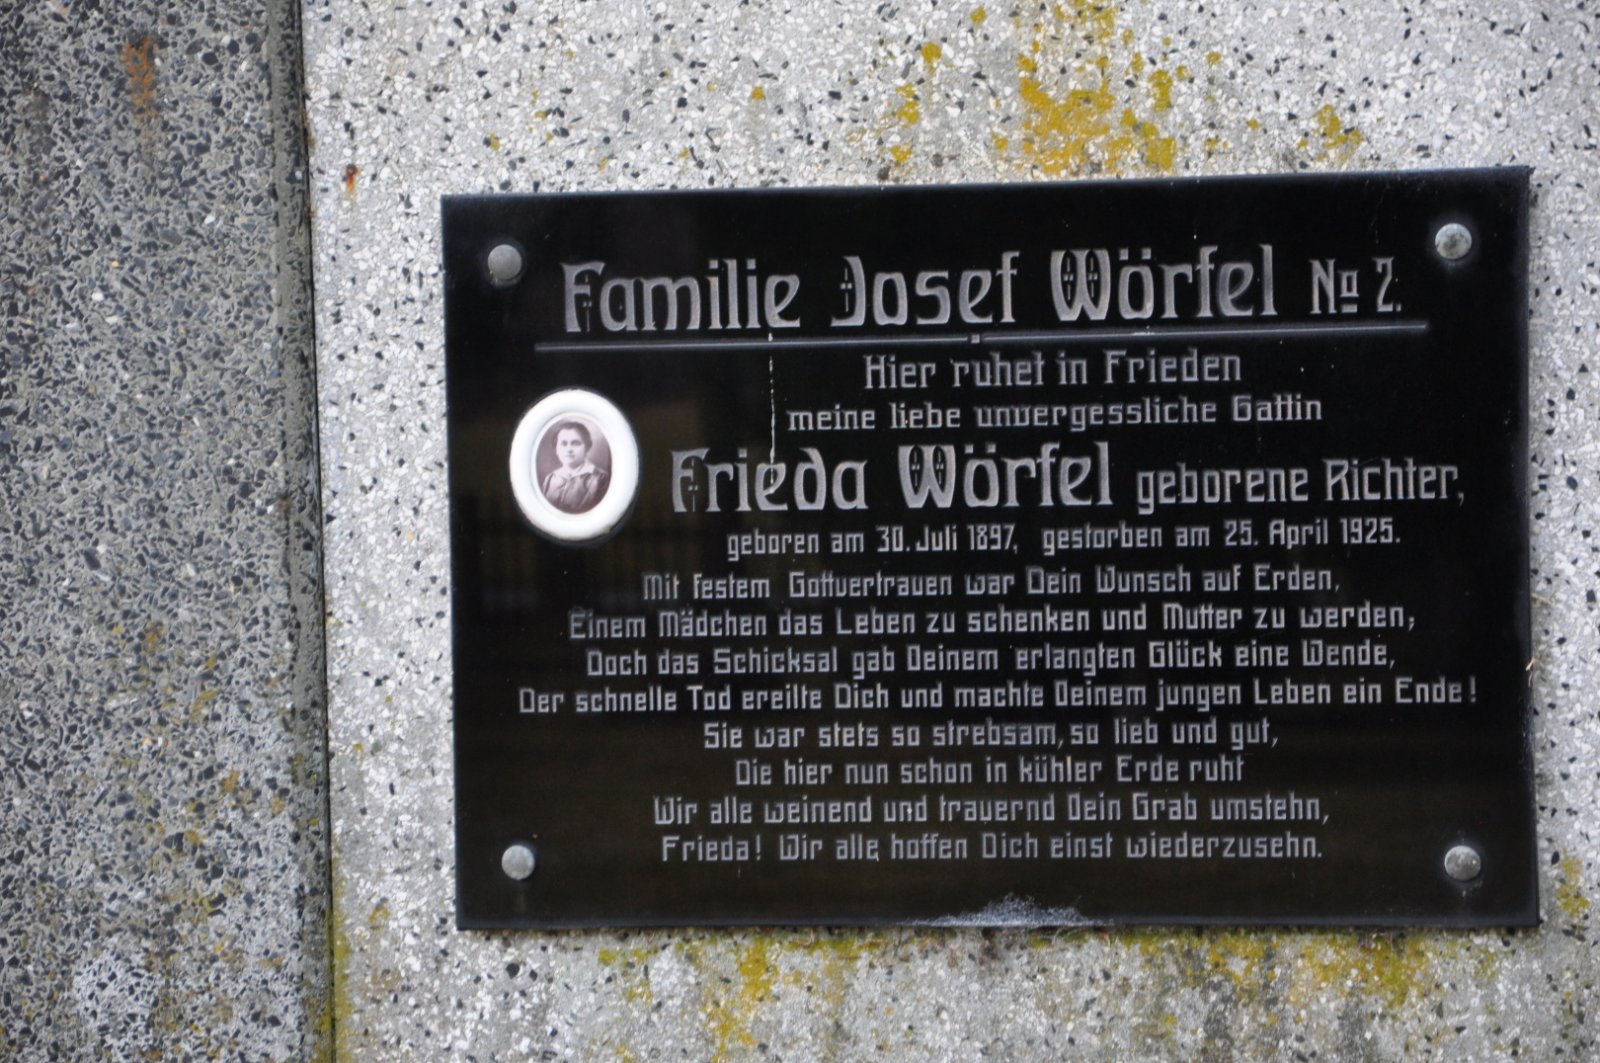 Familie Josef Wörfel No 2.
Hier ruhet in Frieden
meine liebe unvergessliche Gattin
Frieda Wörfel geborene Richter,
geboren am 30. Juli 1897, gestorben am 25. April 1925.
Mit festem Gottvertrauen war Dein Wunsch auf Erden,
Einem Mädchen das Leben zu schenken und Mutter zu werden;
Doch das Schicksal gab Deinem erlangten Glück eine Wende,
Der schnelle Tod ereilte Dich und machte Deinem jungen Leben ein Ende!
Sie war stets so strebsam, so lieb und gut,
Die hier nun schon in kühler Erde ruht
Wir alle weinend und trauernd Dein Grab umstehn,
Frieda! Wir alle hoffen Dich einst wiederzusehn.